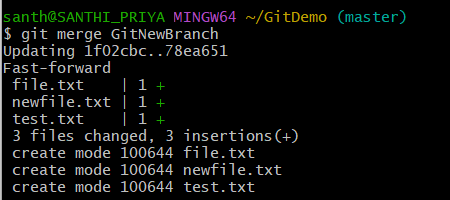 santh@SANTHI_PRIYA MINGW64 ~/GitDemo (master)
$ git merge GitNewBranch
Updating 1f02cbc..78ea651
Fast-forward
 file.txt    | 1 +
 newfile.txt | 1 +
 test.txt    | 1 +
 3 files changed, 3 insertions(+)
 create mode 100644 file.txt
 create mode 100644 newfile.txt
 create mode 100644 test.txt